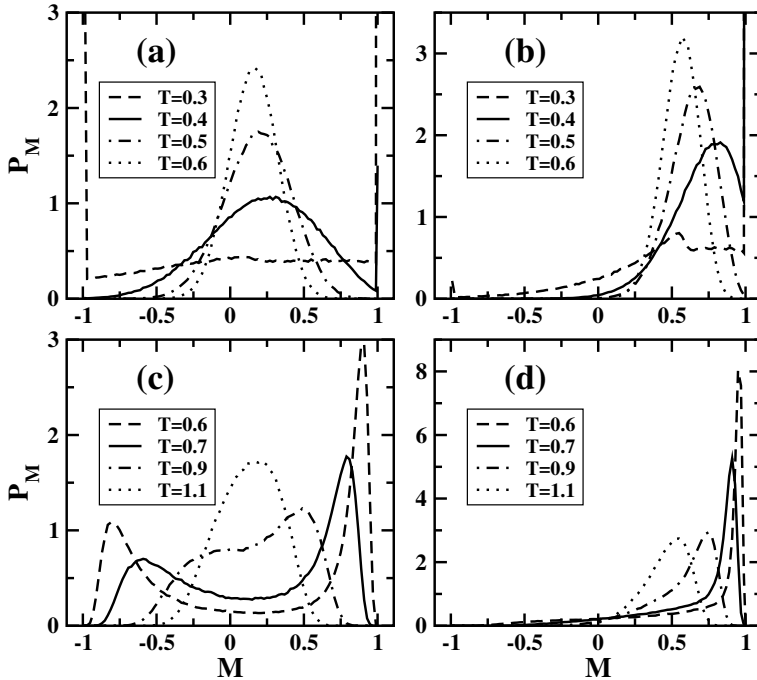 (a)
T=0.3
T=0.4
T=0.5
T=0.6
P_M
3
2
1
0
-1 -0.5 0 0.5 1
M
(b)
T=0.3
T=0.4
T=0.5
T=0.6
3
2
1
0
-1 -0.5 0 0.5 1
(c)
T=0.6
T=0.7
T=0.9
T=1.1
P_M
3
2
1
0
-1 -0.5 0 0.5 1
M
(d)
T=0.6
T=0.7
T=0.9
T=1.1
8
6
4
2
0
-1 -0.5 0 0.5 1
M